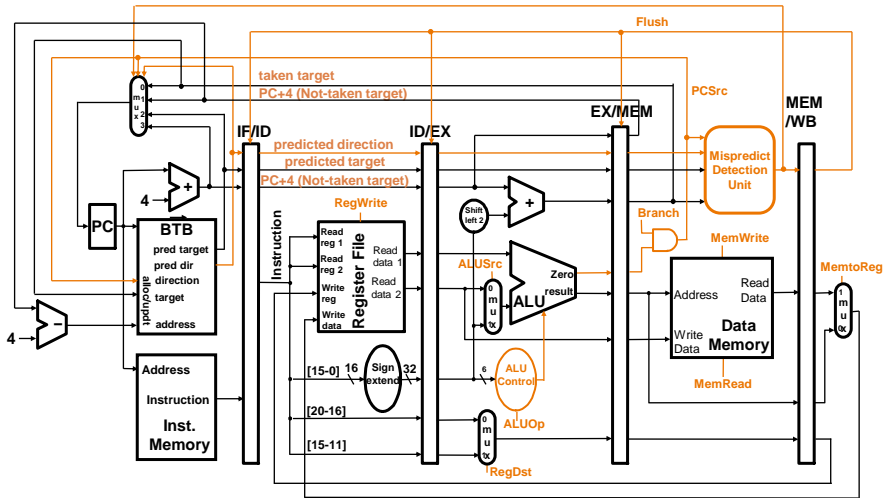 Flush
taken target
PC+4 (Not-taken target)
PCSrc
MEM
/WB
EX/MEM
IF/ID
ID/EX
0
m 1
u 2
x 3
predicted direction
predicted target
PC+4 (Not-taken target)
Mispredict
Detection
Unit
+
4
PC
BTB
pred target
pred dir
direction
target
address
alloc/updt
4
−
Address
Instruction
Inst.
Memory
Instruction
RegWrite
Read
reg 1
Read
reg 2
Write
reg
Write
data
Read
data 1
Read
data 2
Register File
Shift
left 2
+
Branch
ALUSrc
0
m
u
1x
Zero
ALU
result
MemWrite
Address
Read
Data
Write
Data
Data
Memory
MemRead
MemtoReg
1
m
u
0x
[15-0]
16
Sign
extend
32
6
ALU
Control
ALUOp
[20-16]
[15-11]
0
m
u
1x
RegDst